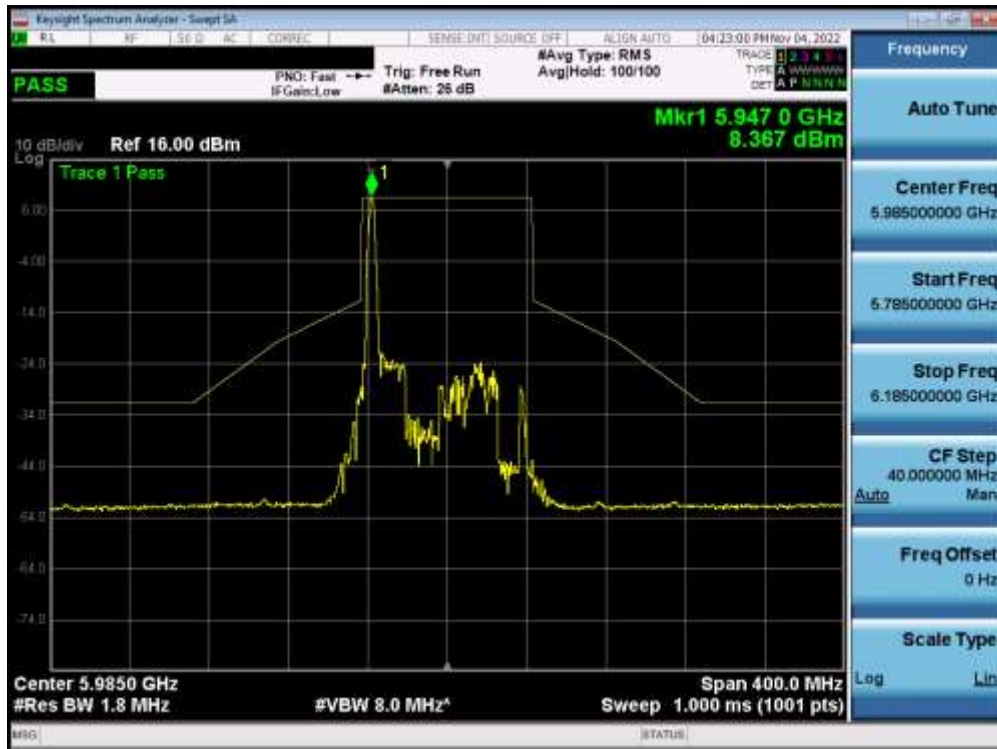 Keysight Spectrum Analyzer - Swept SA
RL RF 50 Ω AC CORREC SENSE:INT SOURCE OFF ALIGN AUTO 04:23:00 PM Nov 04, 2022
Frequency
PASS
PNO: Fast
IFGain:Low
Trig: Free Run
#Atten: 26 dB
#Avg Type: RMS
Avg|Hold: 100/100
TRACE 1 2 3 4 5 6
TYPE A WWWWW
DET A P N N N N
Mkr1 5.947 0 GHz
8.367 dBm
10 dB/div Ref 16.00 dBm
Log
Trace 1 Pass
1
6.00
-4.00
-14.0
-24.0
-34.0
-44.0
-54.0
-64.0
-74.0
Center 5.9850 GHz
Span 400.0 MHz
#Res BW 1.8 MHz
#VBW 8.0 MHz*
Sweep 1.000 ms (1001 pts)
MSG
STATUS
Auto Tune
Center Freq
5.985000000 GHz
Start Freq
5.785000000 GHz
Stop Freq
6.185000000 GHz
CF Step
40.000000 MHz
Auto Man
Freq Offset
0 Hz
Scale Type
Log Lin